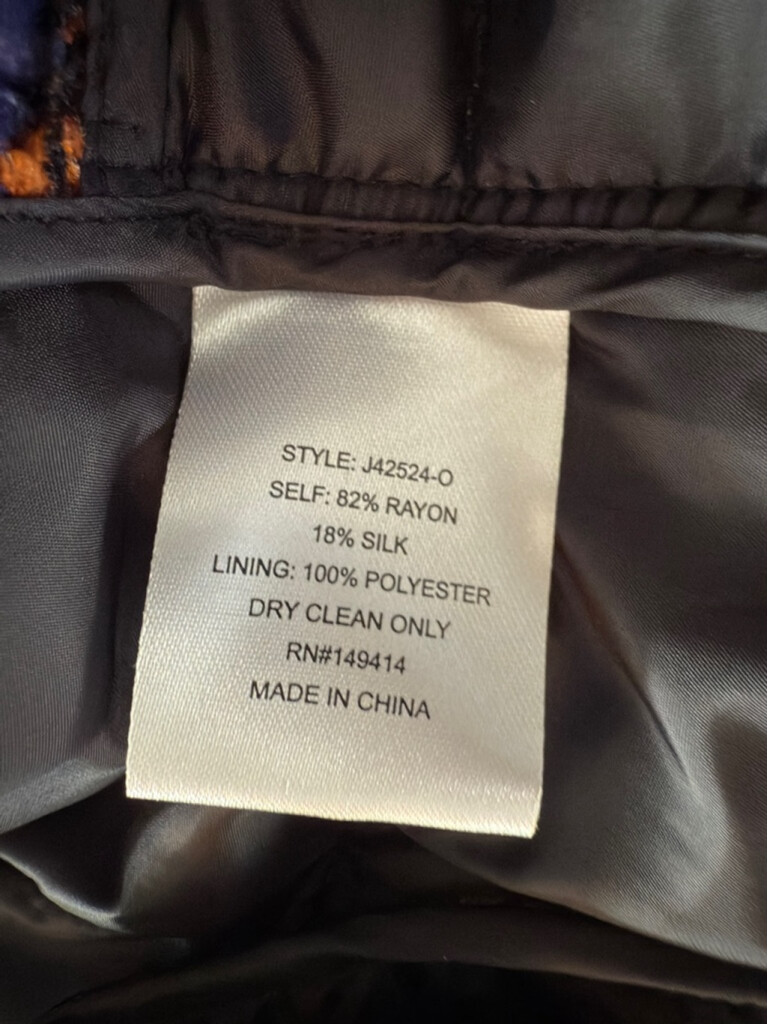 STYLE: J42524-O
SELF: 82% RAYON
18% SILK
LINING: 100% POLYESTER
DRY CLEAN ONLY
RN#149414
MADE IN CHINA